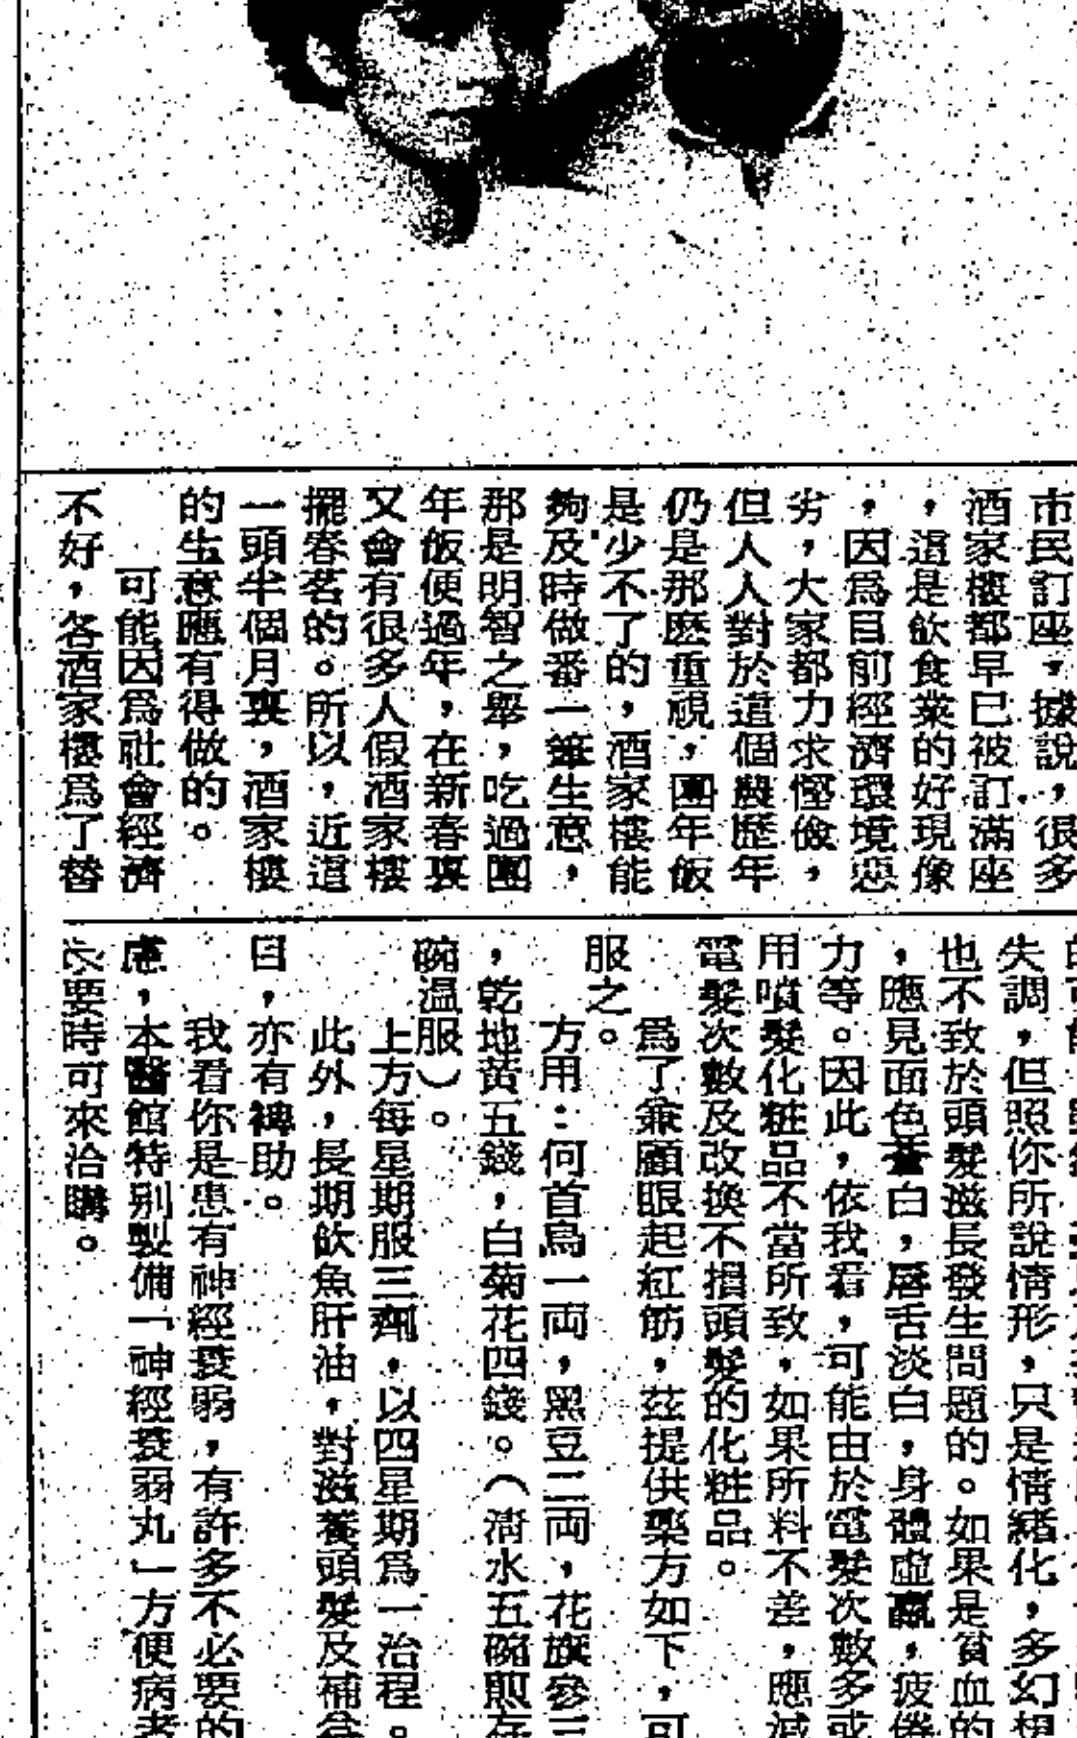 市民訂座，據說，很多
酒家樓都早已被訂滿座
，這是飲食業的好現像
，因爲目前經濟環境惡
劣，大家都力求慳儉，
但人人對於這個農歷年
仍是那麽重視，團年飯
是少不了的，酒家樓能
夠及時做番一筆生意，
那是明智之舉，吃過團
年飯便過年，在新春裏
又會有很多人假酒家樓
擺春茗的。所以，近這
一頭半個月裏，酒家樓
的生意應有得做的。
可能因爲社會經濟
不好，各酒家樓爲了替
失調，但照你所說情形，只是情緒化，多幻想
也不致於頭髮滋長發生問題的。如果是貧血的
，應見面色蒼白，唇舌淡白，身體虛羸，疲倦
力等。因此，依我看，可能由於電髮次數多或
用噴髮化粧品不當所致，如果所料不差，應減
電髮次數及改換不損頭髮的化粧品。
爲了兼顧眼起紅筋，茲提供藥方如下，可
服之。
方用：何首烏一両，黑豆二両，花旗參三
，乾地黃五錢，白菊花四錢。（清水五碗煎存
碗温服）。
上方每星期服三劑，以四星期爲一治程。
此外，長期飲魚肝油，對滋養頭髮及補益
目，亦有裨助。
我看你是患有神經衰弱，有許多不必要的
慮，本醫館特别製備「神經衰弱丸」方便病者
要時可來洽購。